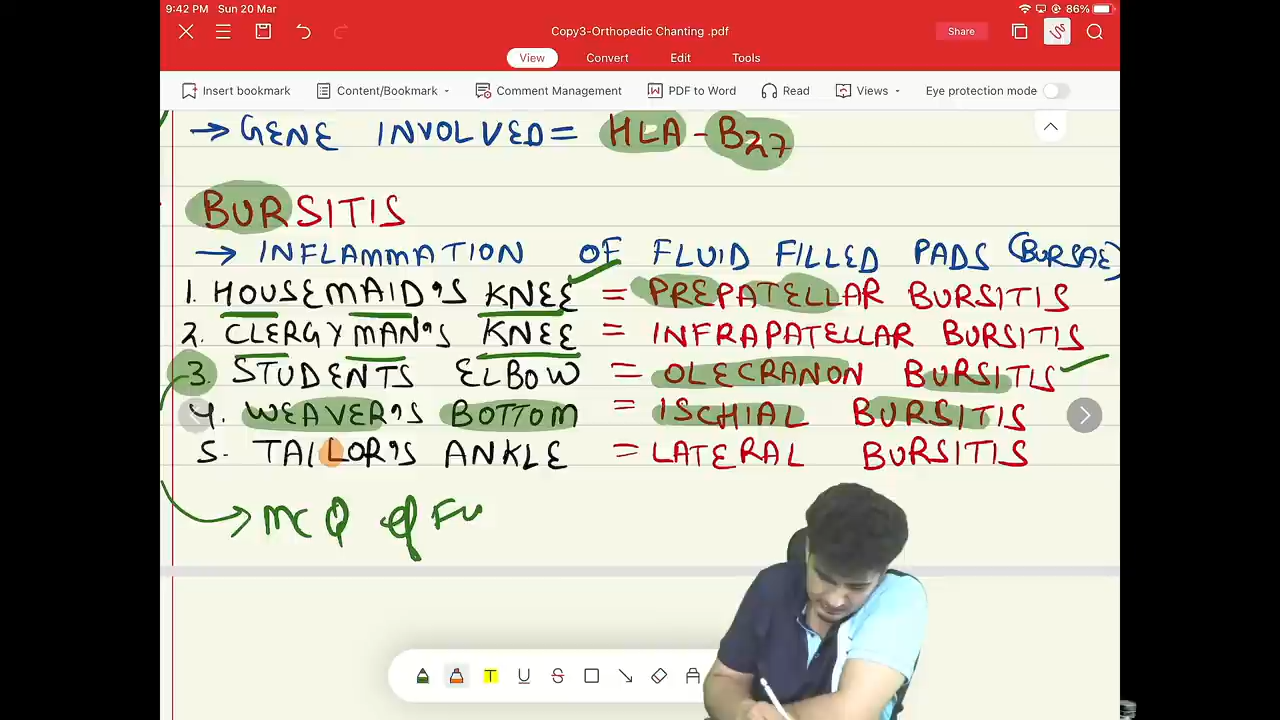 9:42 PM Sun 20 Mar
86%
Copy3-Orthopedic Chanting .pdf
Share
View Convert Edit Tools
Insert bookmark Content/Bookmark Comment Management PDF to Word Read Views Eye protection mode
→ GENE INVOLVED = HLA - B27
BURSITIS
→ INFLAMMATION OF FLUID FILLED PADS (BURSAE)
1. HOUSEMAID'S KNEE = PREPATELLAR BURSITIS
2. CLERGYMAN'S KNEE = INFRAPATELLAR BURSITIS
3. STUDENTS ELBOW = OLECRANON BURSITIS
4. WEAVER'S BOTTOM = ISCHIAL BURSITIS
5. TAILOR'S ANKLE = LATERAL BURSITIS
→ MCQ of